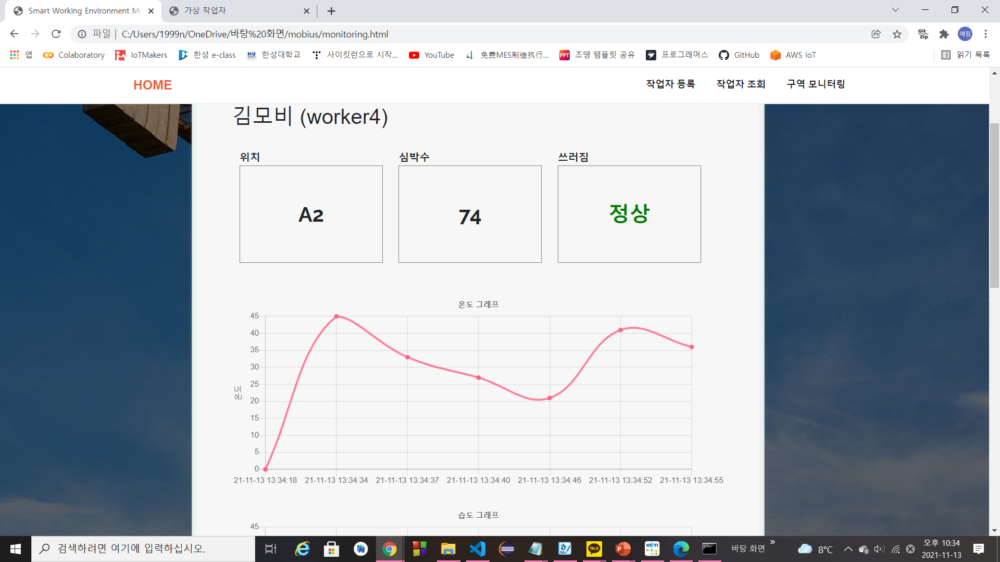 Smart Working Environment Mo
가상 작업자
파일
C:/Users/1999n/OneDrive/바탕%20화면/mobius/monitoring.html
Git Zip
예림
앱
Colaboratory
IoTMakers
한성 e-class
한성대학교
사이킷런으로 시작...
YouTube
免费MES制造执行...
PPT
조땡 템플릿 공유
프로그래머스
GitHub
AWS IoT
읽기 목록
HOME
작업자 등록
작업자 조회
구역 모니터링
김모비 (worker4)
위치
심박수
쓰러짐
A2
74
정상
온도 그래프
45
40
35
30
25
20
15
10
5
0
온도
21-11-13 13:34:18
21-11-13 13:34:34
21-11-13 13:34:37
21-11-13 13:34:40
21-11-13 13:34:46
21-11-13 13:34:52
21-11-13 13:34:55
습도 그래프
45
검색하려면 여기에 입력하십시오.
TALK
KETI
바탕 화면
8°C
오후 10:34
2021-11-13